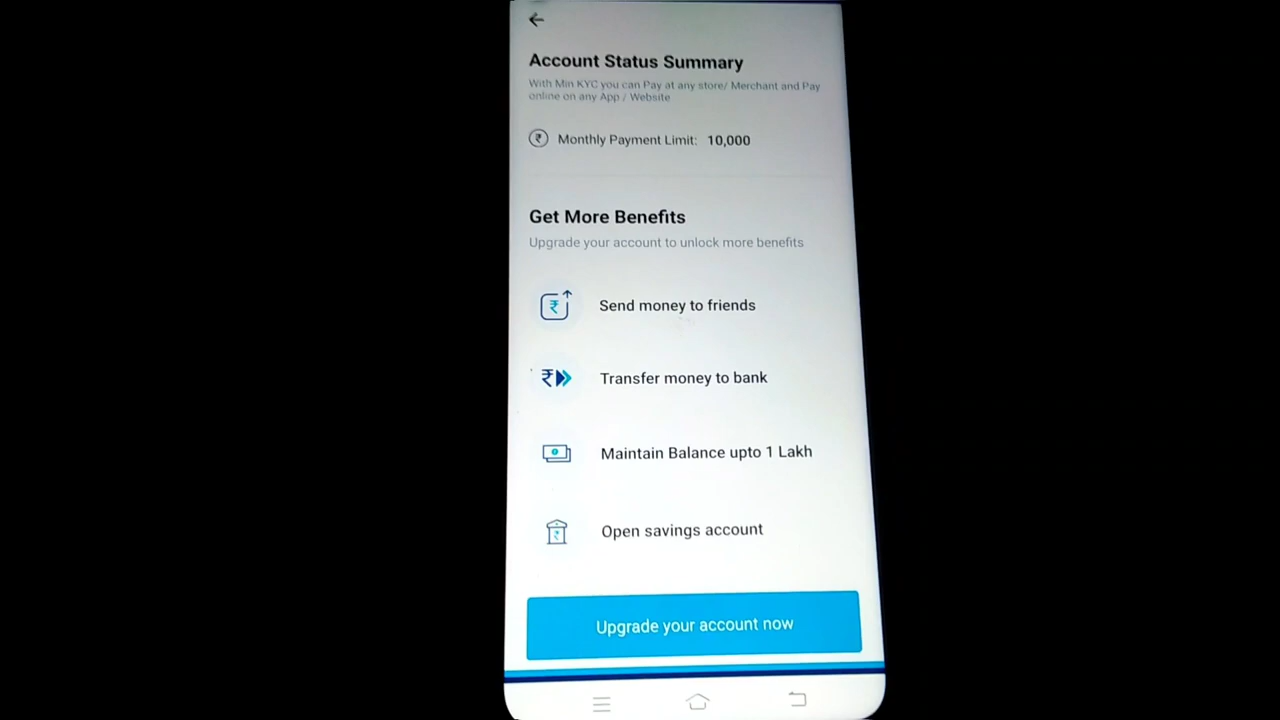 Account Status Summary
With Min KYC you can Pay at any store/ Merchant and Pay
online on any App / Website
₹ Monthly Payment Limit: 10,000
Get More Benefits
Upgrade your account to unlock more benefits
₹ Send money to friends
₹ Transfer money to bank
Maintain Balance upto 1 Lakh
₹ Open savings account
Upgrade your account now